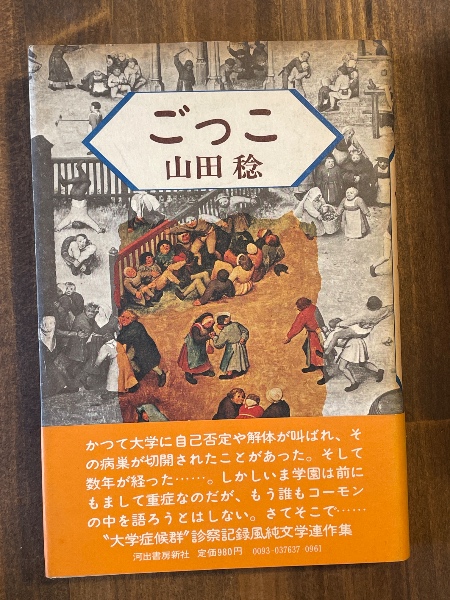 ごっこ
山田 稔
かつて大学に自己否定や解体が叫ばれ、そ
の病巣が切開されたことがあった。そして
数年が経った……。しかしいま学園は前に
もまして重症なのだが、もう誰もコーモン
の中を語ろうとはしない。さてそこで……
〝大学症候群〟診察記録風純文学連作集
河出書房新社 定価980円 0093-037637-0961